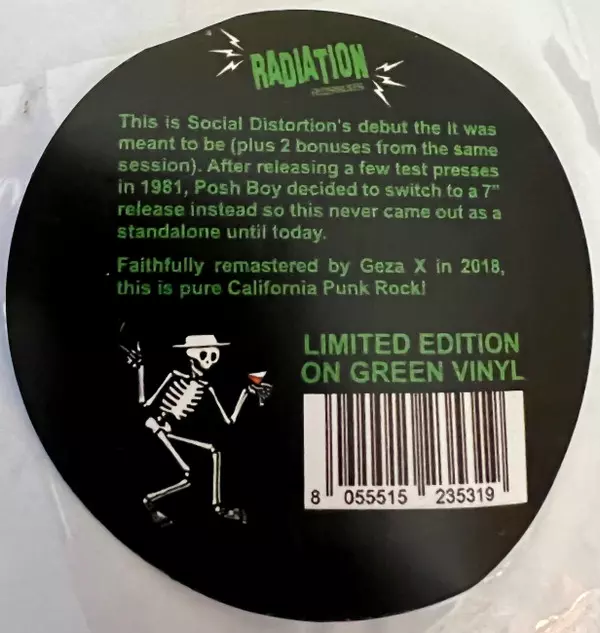 RADIATION
This is Social Distortion's debut the it was
meant to be (plus 2 bonuses from the same
session). After releasing a few test presses
in 1981, Posh Boy decided to switch to a 7"
release instead so this never came out as a
standalone until today.
Faithfully remastered by Geza X in 2018,
this is pure California Punk Rock!
LIMITED EDITION
ON GREEN VINYL
8 055515 235319